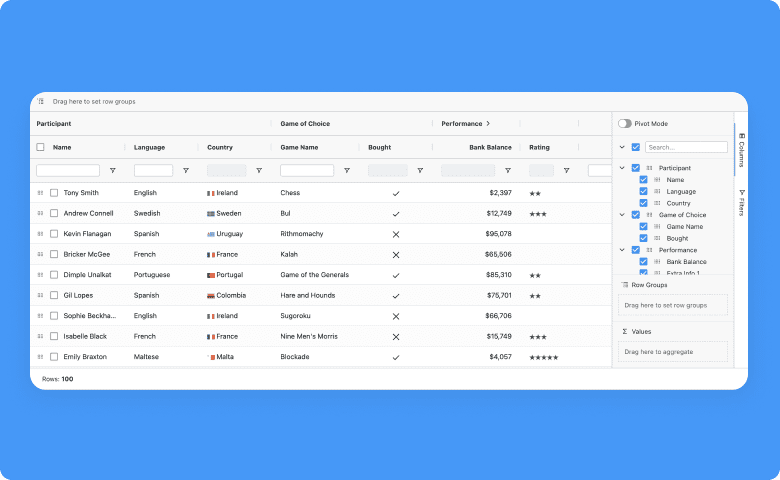 Drag here to set row groups
Participant Game of Choice Performance
Name Language Country Game Name Bought Bank Balance Rating
Tony Smith English Ireland Chess $2,397 ★★
Andrew Connell Swedish Sweden Bul $12,749 ★★★
Kevin Flanagan Spanish Uruguay Rithmomachy $95,078
Bricker McGee French France Kalah $65,506
Dimple Unalkat Portuguese Portugal Game of the Generals $85,310 ★★
Gil Lopes Spanish Colombia Hare and Hounds $75,701 ★★
Sophie Beckha... English Ireland Sugoroku $66,706
Isabelle Black French France Nine Men's Morris $15,749 ★★★
Emily Braxton Maltese Malta Blockade $4,057 ★★★★★
Rows: 100
Pivot Mode
Search...
Participant
Name
Language
Country
Game of Choice
Game Name
Bought
Performance
Bank Balance
Extra Info 1
Row Groups
Drag here to set row groups
Σ Values
Drag here to aggregate
Columns
Filters